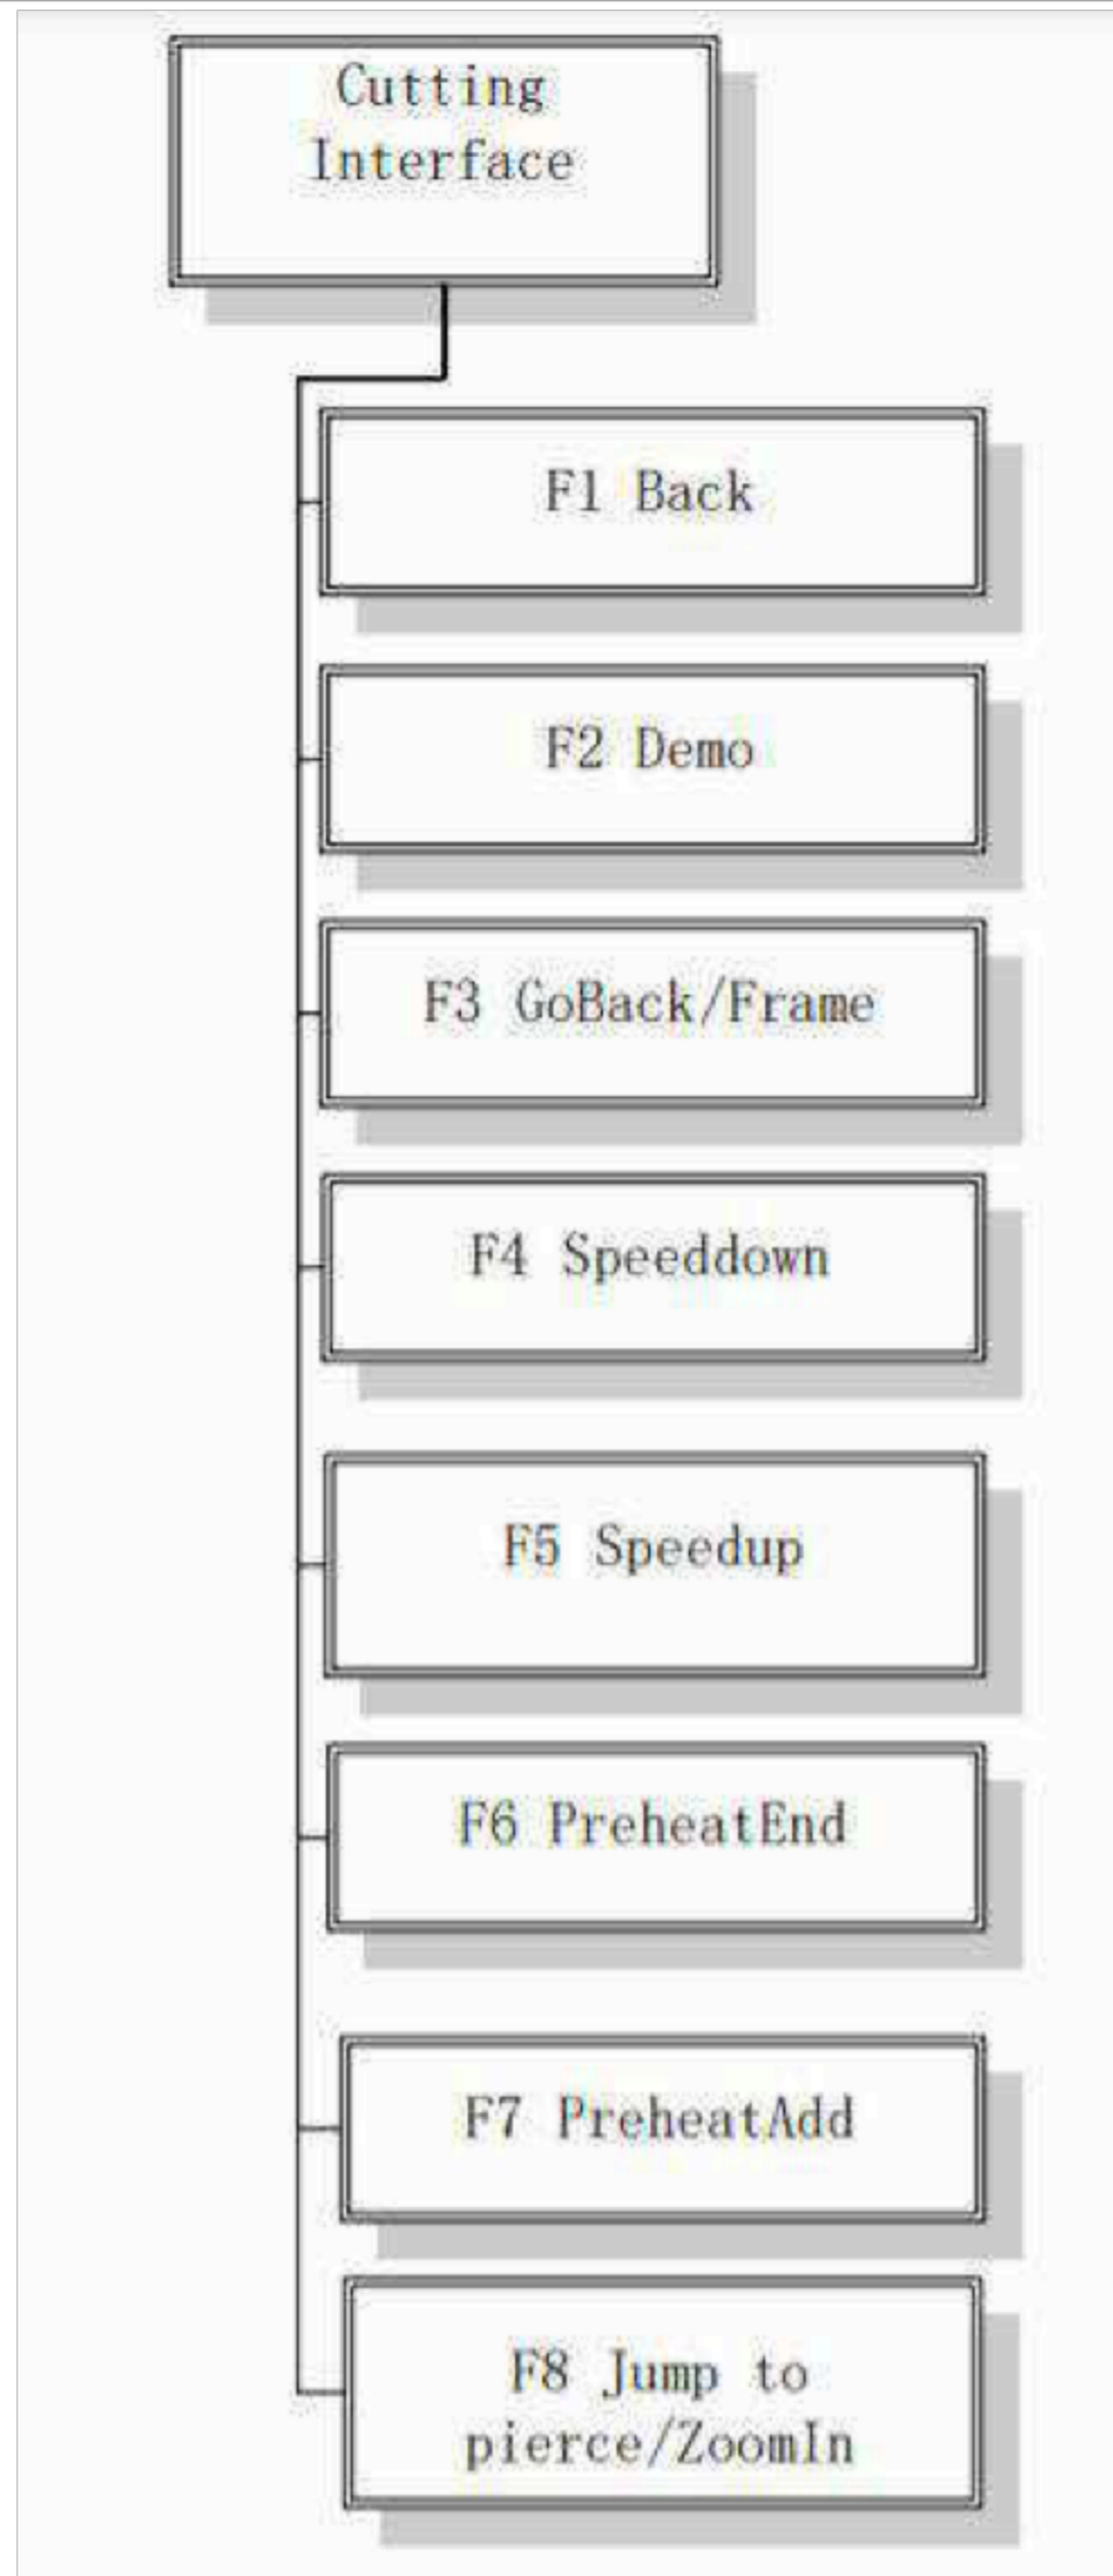 Cutting
Interface
F1 Back
F2 Demo
F3 GoBack/Frame
F4 Speeddown
F5 Speedup
F6 PreheatEnd
F7 PreheatAdd
F8 Jump to
pierce/ZoomIn